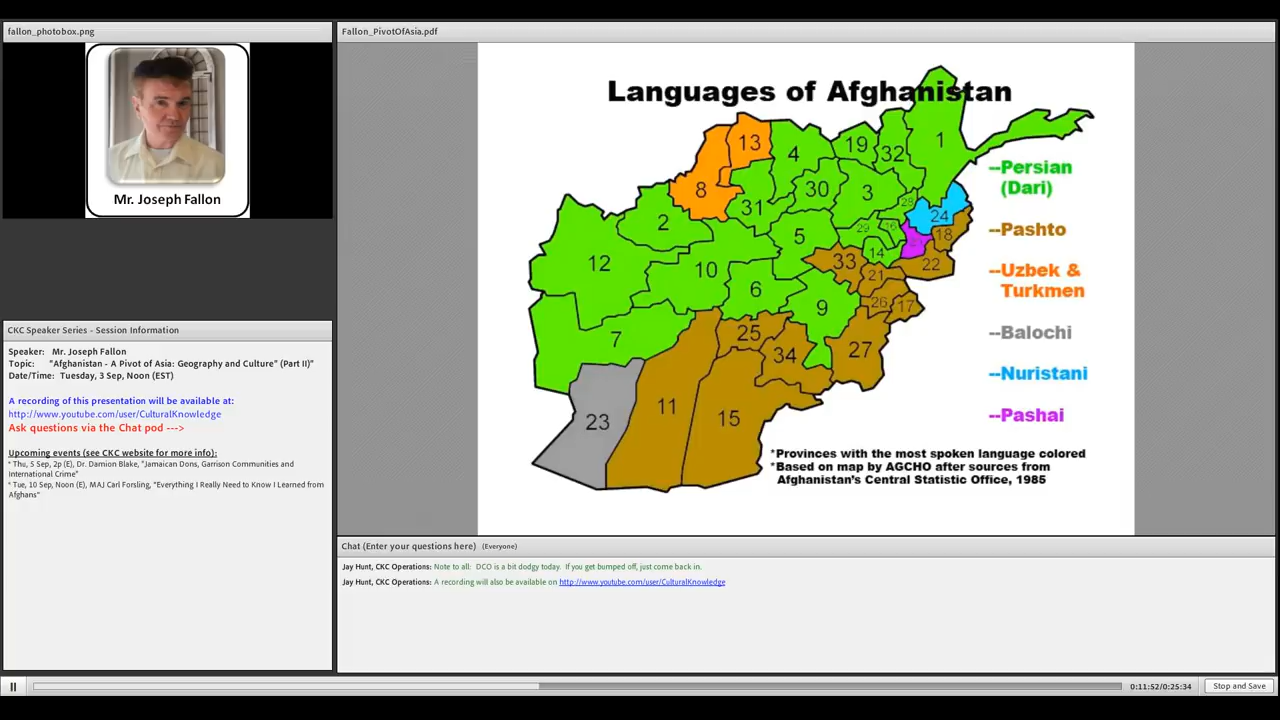 fallon_photobox.png
Mr. Joseph Fallon
CKC Speaker Series - Session Information
Speaker: Mr. Joseph Fallon
Topic: "Afghanistan - A Pivot of Asia: Geography and Culture" (Part II)"
Date/Time: Tuesday, 3 Sep, Noon (EST)
A recording of this presentation will be available at:
http://www.youtube.com/user/CulturalKnowledge
Ask questions via the Chat pod --->
Upcoming events (see CKC website for more info):
* Thu, 5 Sep, 2p (E), Dr. Damion Blake, "Jamaican Dons, Garrison Communities and
International Crime"
* Tue, 10 Sep, Noon (E), MAJ Carl Forsling, "Everything I Really Need to Know I Learned from
Afghans"
Fallon_PivotOfAsia.pdf
Languages of Afghanistan
1
13
4
19
32
30
3
8
31
28
2
24
18
29
16
5
14
12
10
33
22
21
6
9
26
17
7
25
34
27
23
11
15
--Persian
(Dari)
--Pashto
--Uzbek &
Turkmen
--Balochi
--Nuristani
--Pashai
*Provinces with the most spoken language colored
*Based on map by AGCHO after sources from
Afghanistan's Central Statistic Office, 1985
Chat (Enter your questions here) (Everyone)
Jay Hunt, CKC Operations: Note to all: DCO is a bit dodgy today. If you get bumped off, just come back in.
Jay Hunt, CKC Operations: A recording will also be available on http://www.youtube.com/user/CulturalKnowledge
0:11:52/0:25:34
Stop and Save